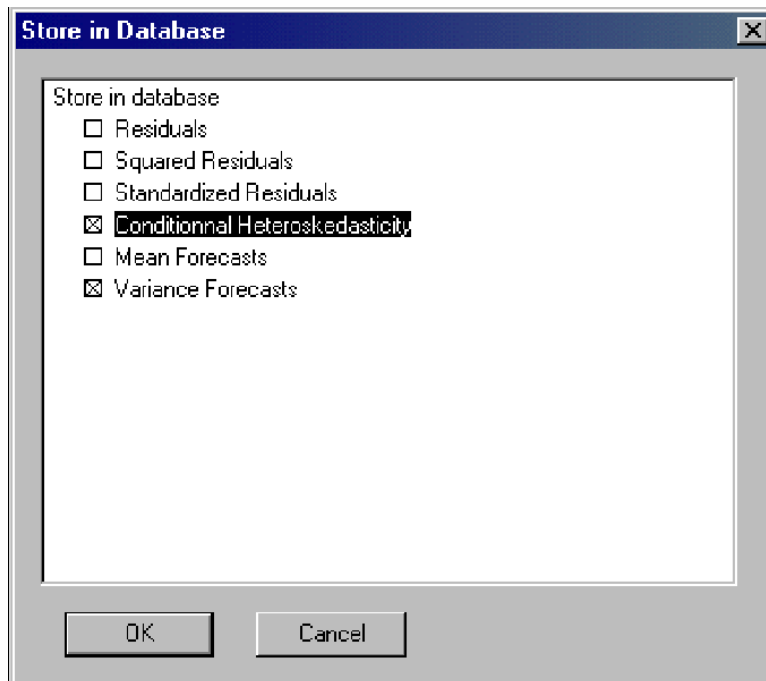 Store in Database
Store in database
Residuals
Squared Residuals
Standardized Residuals
Conditionnal Heteroskedasticity
Mean Forecasts
Variance Forecasts
OK
Cancel